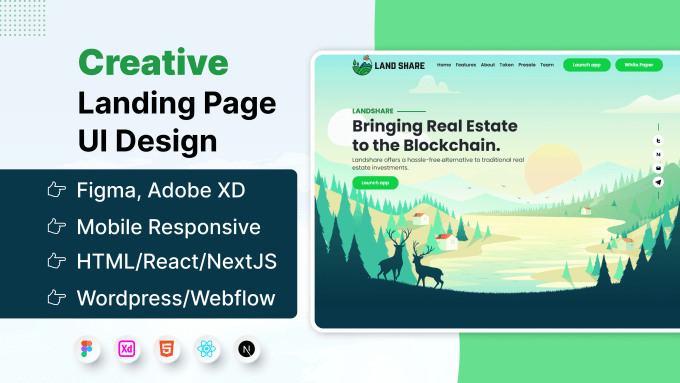 Creative
Landing Page
UI Design
Figma, Adobe XD
Mobile Responsive
HTML/React/NextJS
Wordpress/Webflow
Xd
5
N
LAND SHARE
Home Features About Token Presale Team
Launch app
White Paper
LANDSHARE
Bringing Real Estate
to the Blockchain.
Landshare offers a hassle-free alternative to traditional real
estate investments.
Launch app